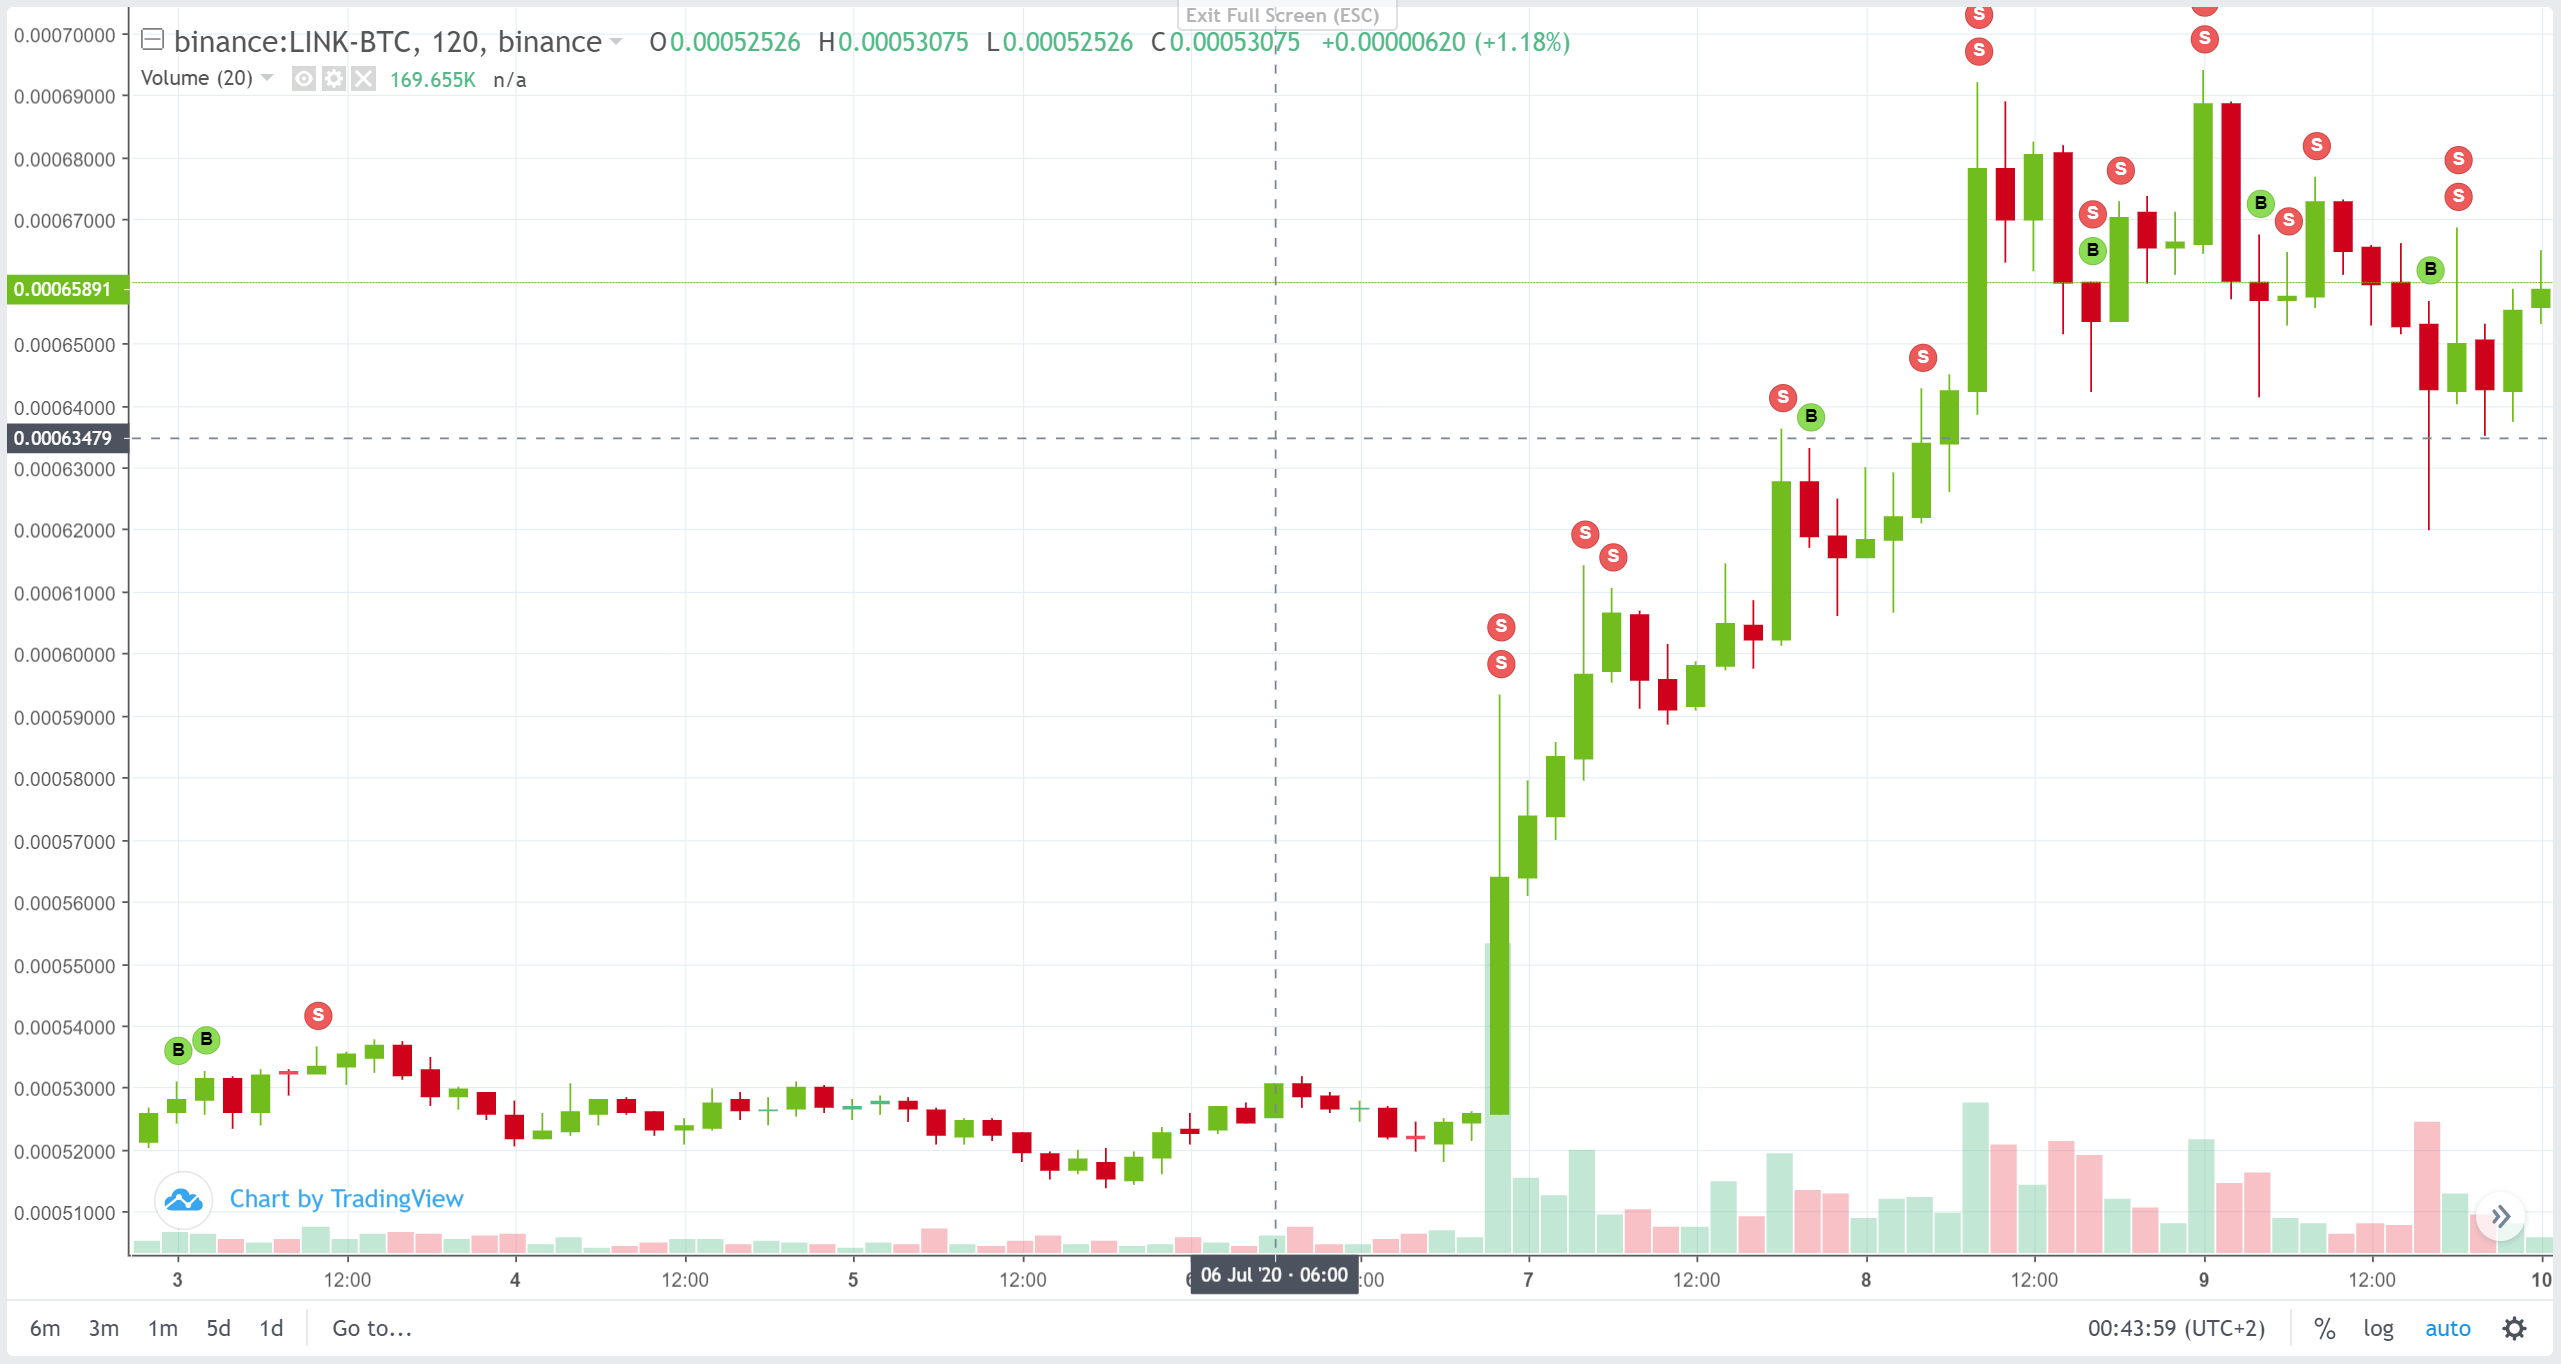 Exit Full Screen (ESC)
binance:LINK-BTC, 120, binance O0.00052526 H0.00053075 L0.00052526 C0.00053075 +0.00000620 (+1.18%)
Volume (20) 169.655K n/a
0.00070000
0.00069000
0.00068000
0.00067000
0.00065891
0.00065000
0.00064000
0.00063479
0.00063000
0.00062000
0.00061000
0.00060000
0.00059000
0.00058000
0.00057000
0.00056000
0.00055000
0.00054000
0.00053000
0.00052000
0.00051000
S S
S S
S S
S S S
B S
S B
B
S
S B
S S
S
S
S
B B S
Chart by TradingView
3 12:00 4 12:00 5 12:00 06 Jul '20 · 06:00 :00 7 12:00 8 12:00 9 12:00 10
6m 3m 1m 5d 1d Go to... 00:43:59 (UTC+2) % log auto